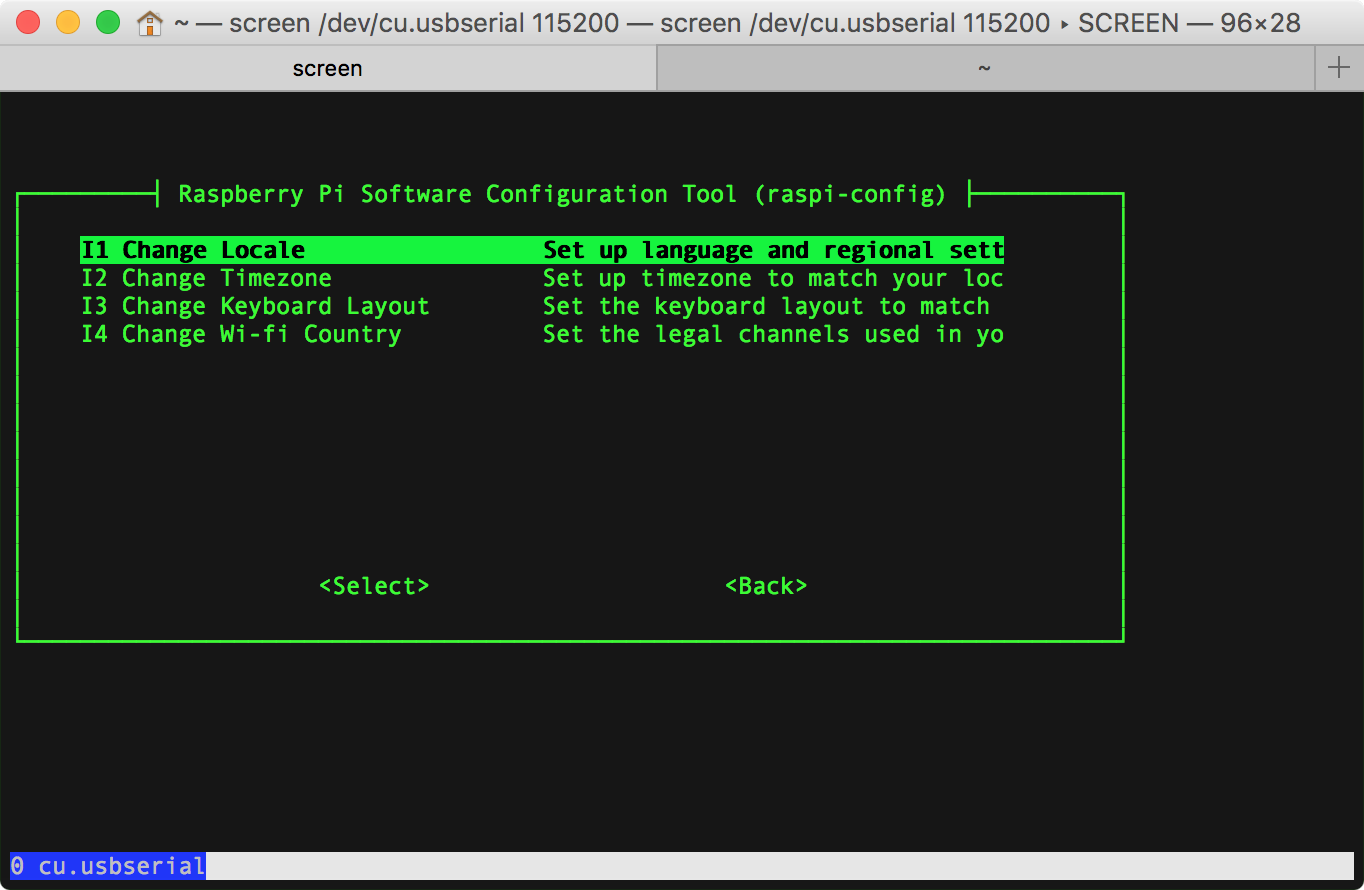 ~ — screen /dev/cu.usbserial 115200 — screen /dev/cu.usbserial 115200 ▸ SCREEN — 96×28
screen ~ +
Raspberry Pi Software Configuration Tool (raspi-config)
I1 Change Locale Set up language and regional sett
I2 Change Timezone Set up timezone to match your loc
I3 Change Keyboard Layout Set the keyboard layout to match
I4 Change Wi-fi Country Set the legal channels used in yo
<Select> <Back>
0 cu.usbserial